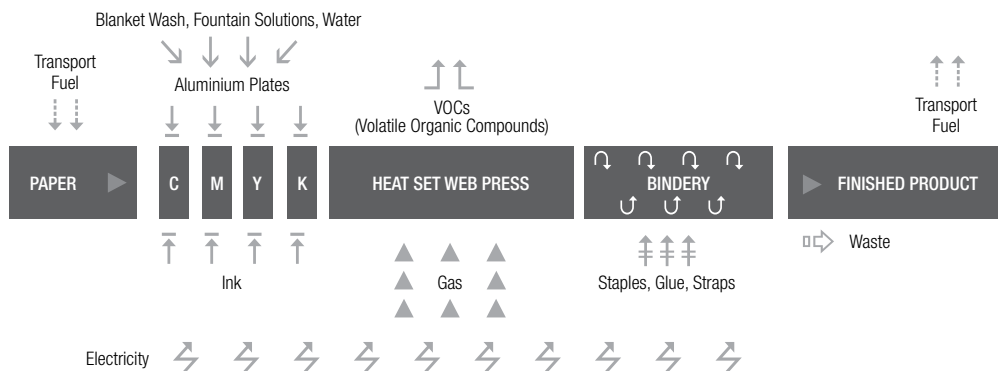 Blanket Wash, Fountain Solutions, Water
Transport
Fuel
Aluminium Plates
VOCs
(Volatile Organic Compounds)
Transport
Fuel
PAPER
C
M
Y
K
HEAT SET WEB PRESS
BINDERY
FINISHED PRODUCT
Waste
Ink
Gas
Staples, Glue, Straps
Electricity